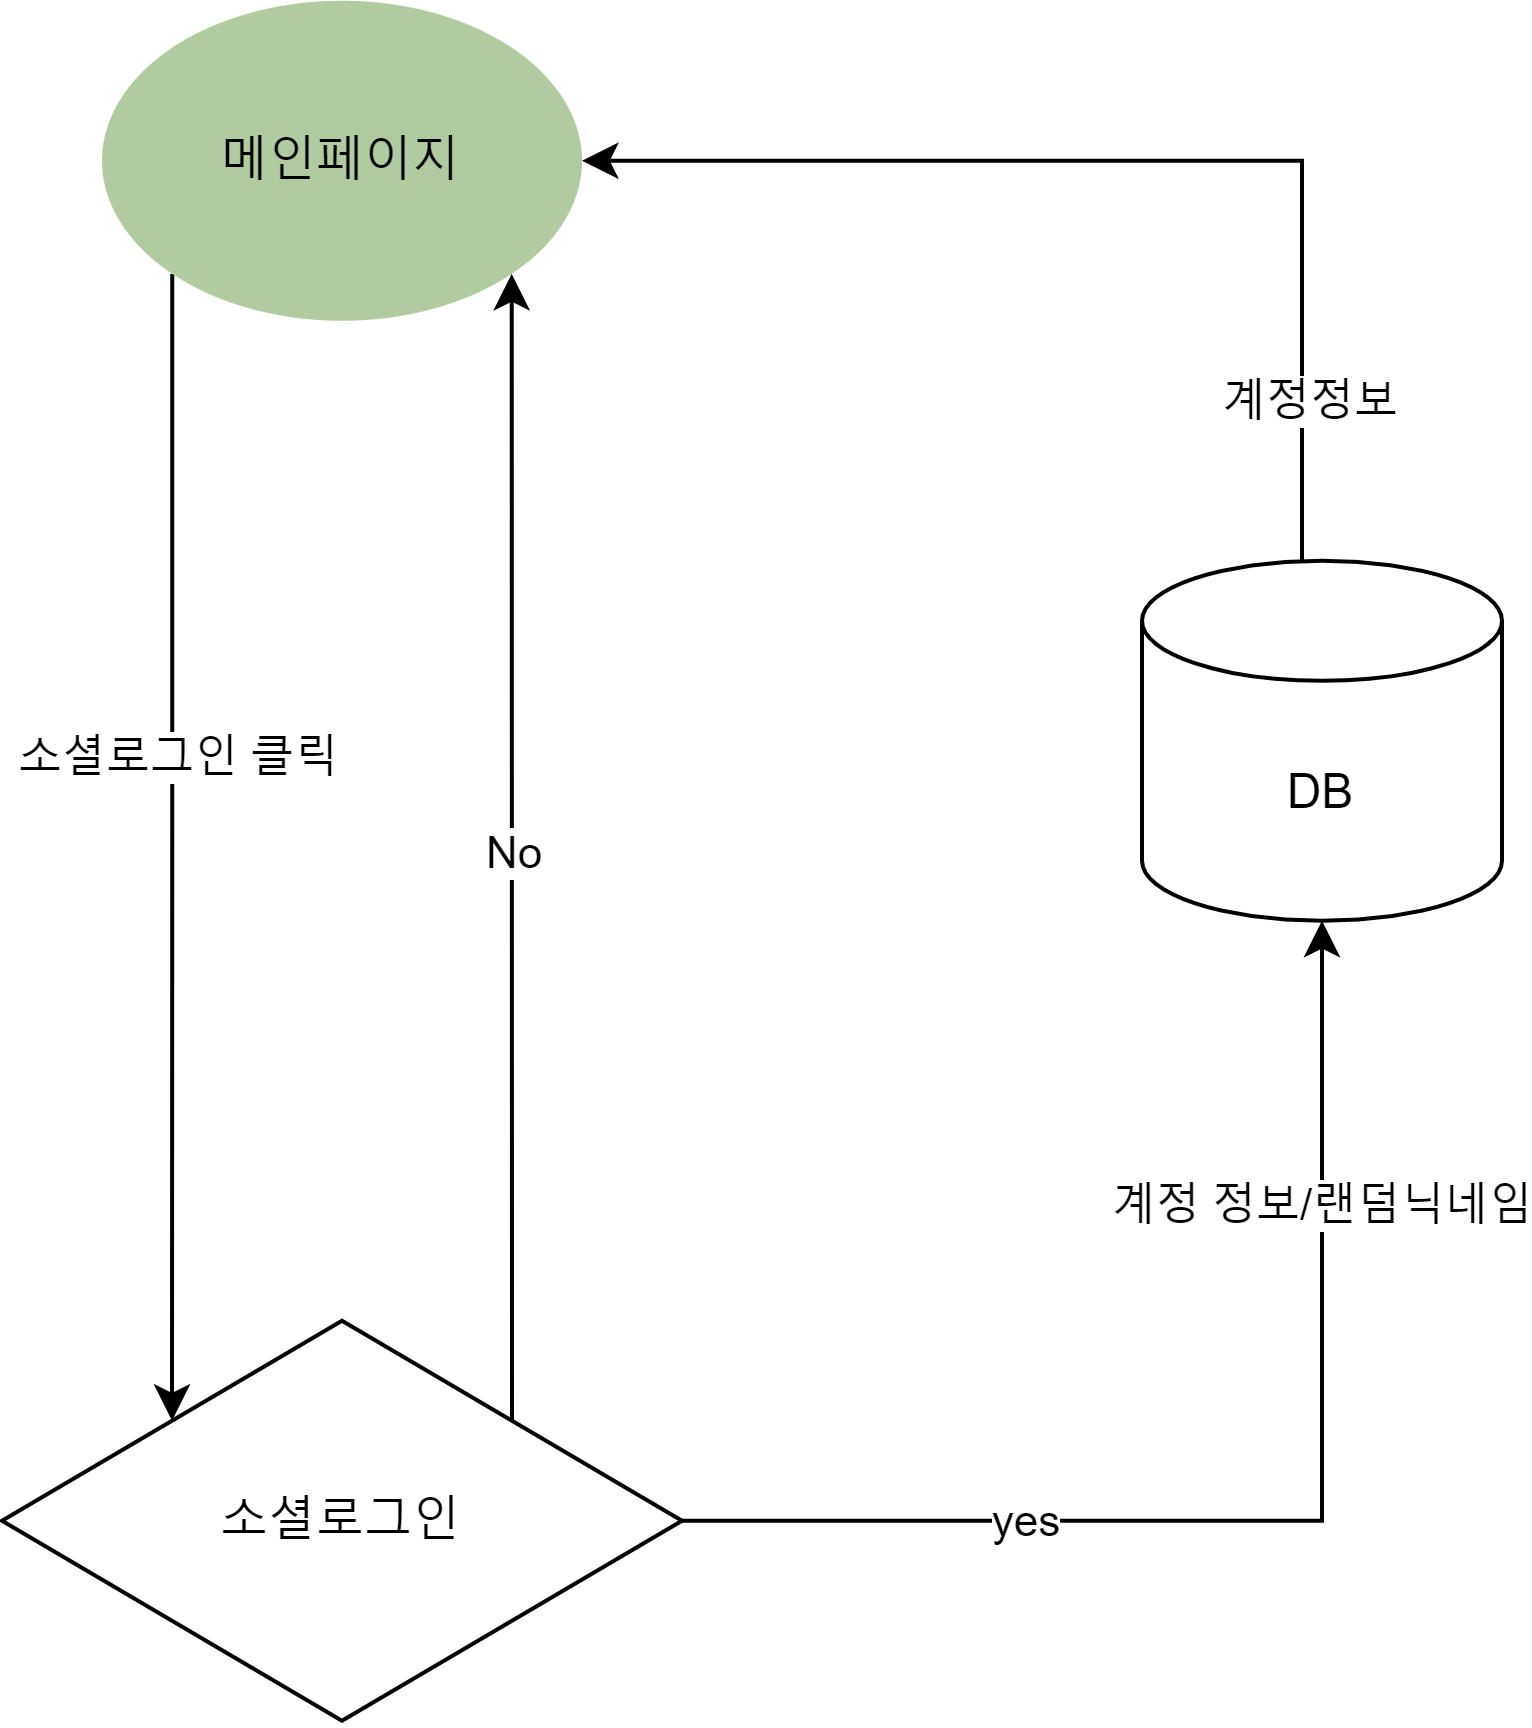 메인페이지
계정정보
소셜로그인 클릭
DB
No
계정 정보/랜덤닉네임
소셜로그인
yes